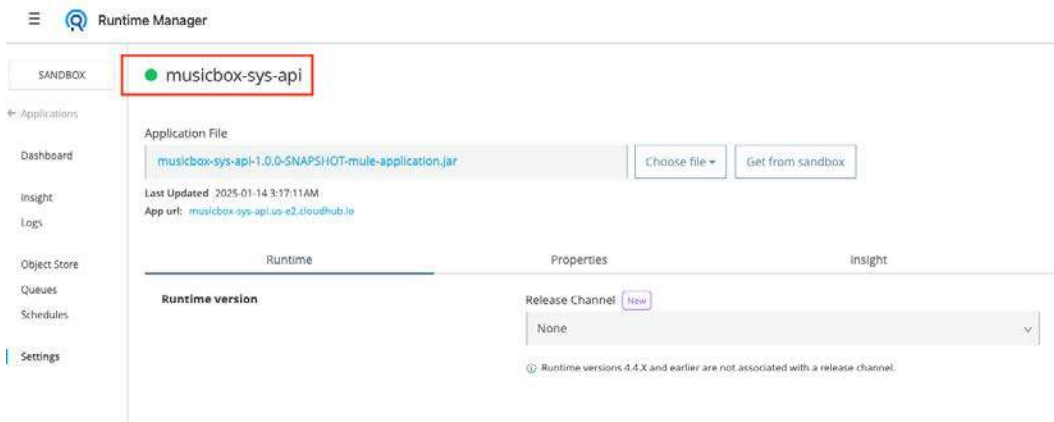 Runtime Manager
SANDBOX
musicbox-sys-api
Applications
Application File
Dashboard
musicbox-sys-api-1.0.0-SNAPSHOT-mule-application.jar
Choose file
Get from sandbox
Insight
Last Updated 2025-01-14 3:17:11AM
Logs
App url: musicbox-sys-api.us-e2.cloudhub.io
Object Store
Runtime
Properties
Insight
Queues
Runtime version
Release Channel New
Schedules
None
Settings
Runtime versions 4.4.X and earlier are not associated with a release channel.